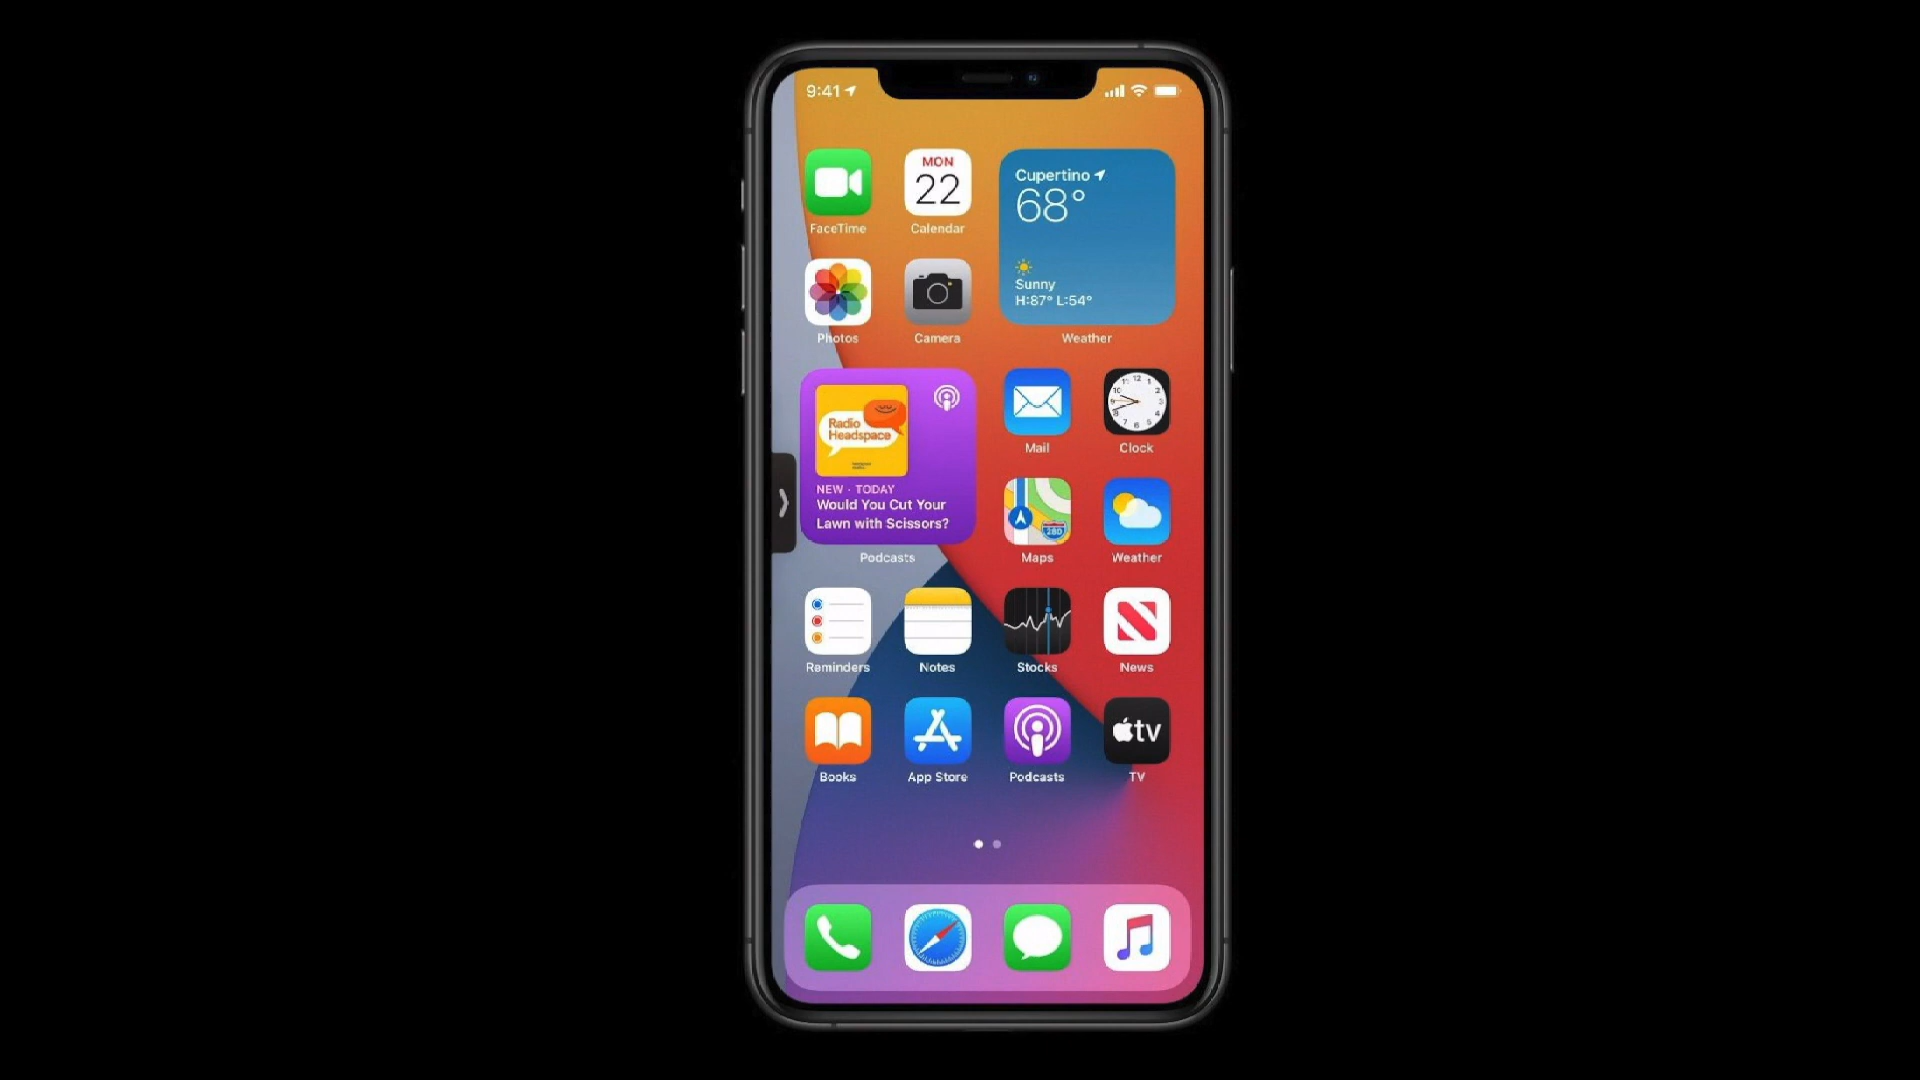 9:41
MON
22
FaceTime
Calendar
Cupertino
68°
Sunny
H:87° L:54°
Photos
Camera
Weather
Radio
Headspace
NEW · TODAY
Would You Cut Your
Lawn with Scissors?
Podcasts
Mail
Clock
280
Maps
Weather
Reminders
Notes
Stocks
News
tv
Books
App Store
Podcasts
TV